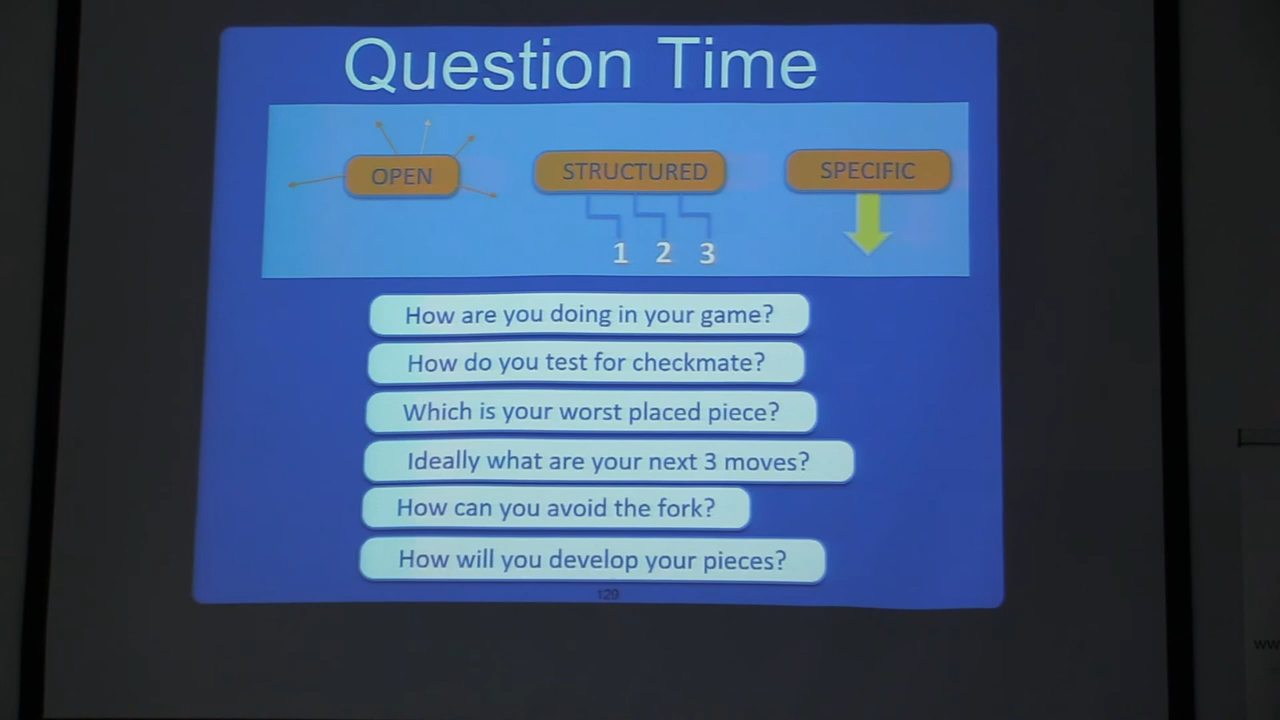 Question Time
OPEN
STRUCTURED
SPECIFIC
1 2 3
How are you doing in your game?
How do you test for checkmate?
Which is your worst placed piece?
Ideally what are your next 3 moves?
How can you avoid the fork?
How will you develop your pieces?
129